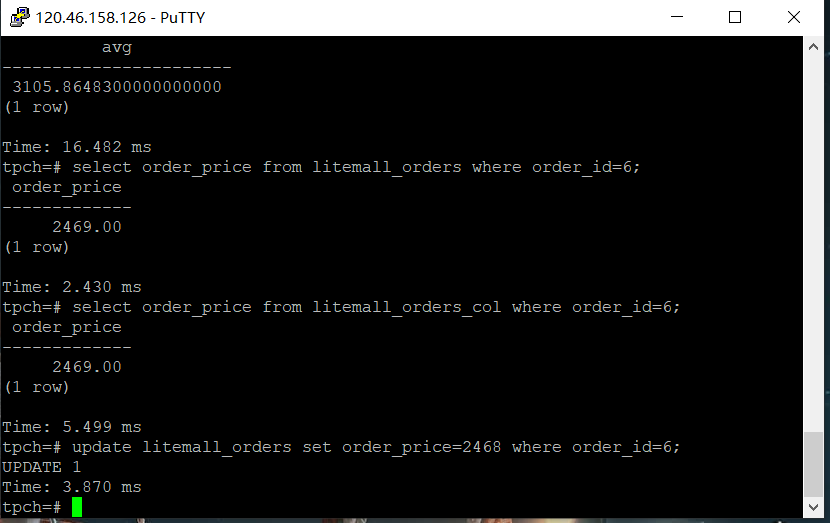 120.46.158.126 - PuTTY
avg
-----------------------
3105.8648300000000000
(1 row)
Time: 16.482 ms
tpch=# select order_price from litemall_orders where order_id=6;
order_price
-------------
2469.00
(1 row)
Time: 2.430 ms
tpch=# select order_price from litemall_orders_col where order_id=6;
order_price
-------------
2469.00
(1 row)
Time: 5.499 ms
tpch=# update litemall_orders set order_price=2468 where order_id=6;
UPDATE 1
Time: 3.870 ms
tpch=#